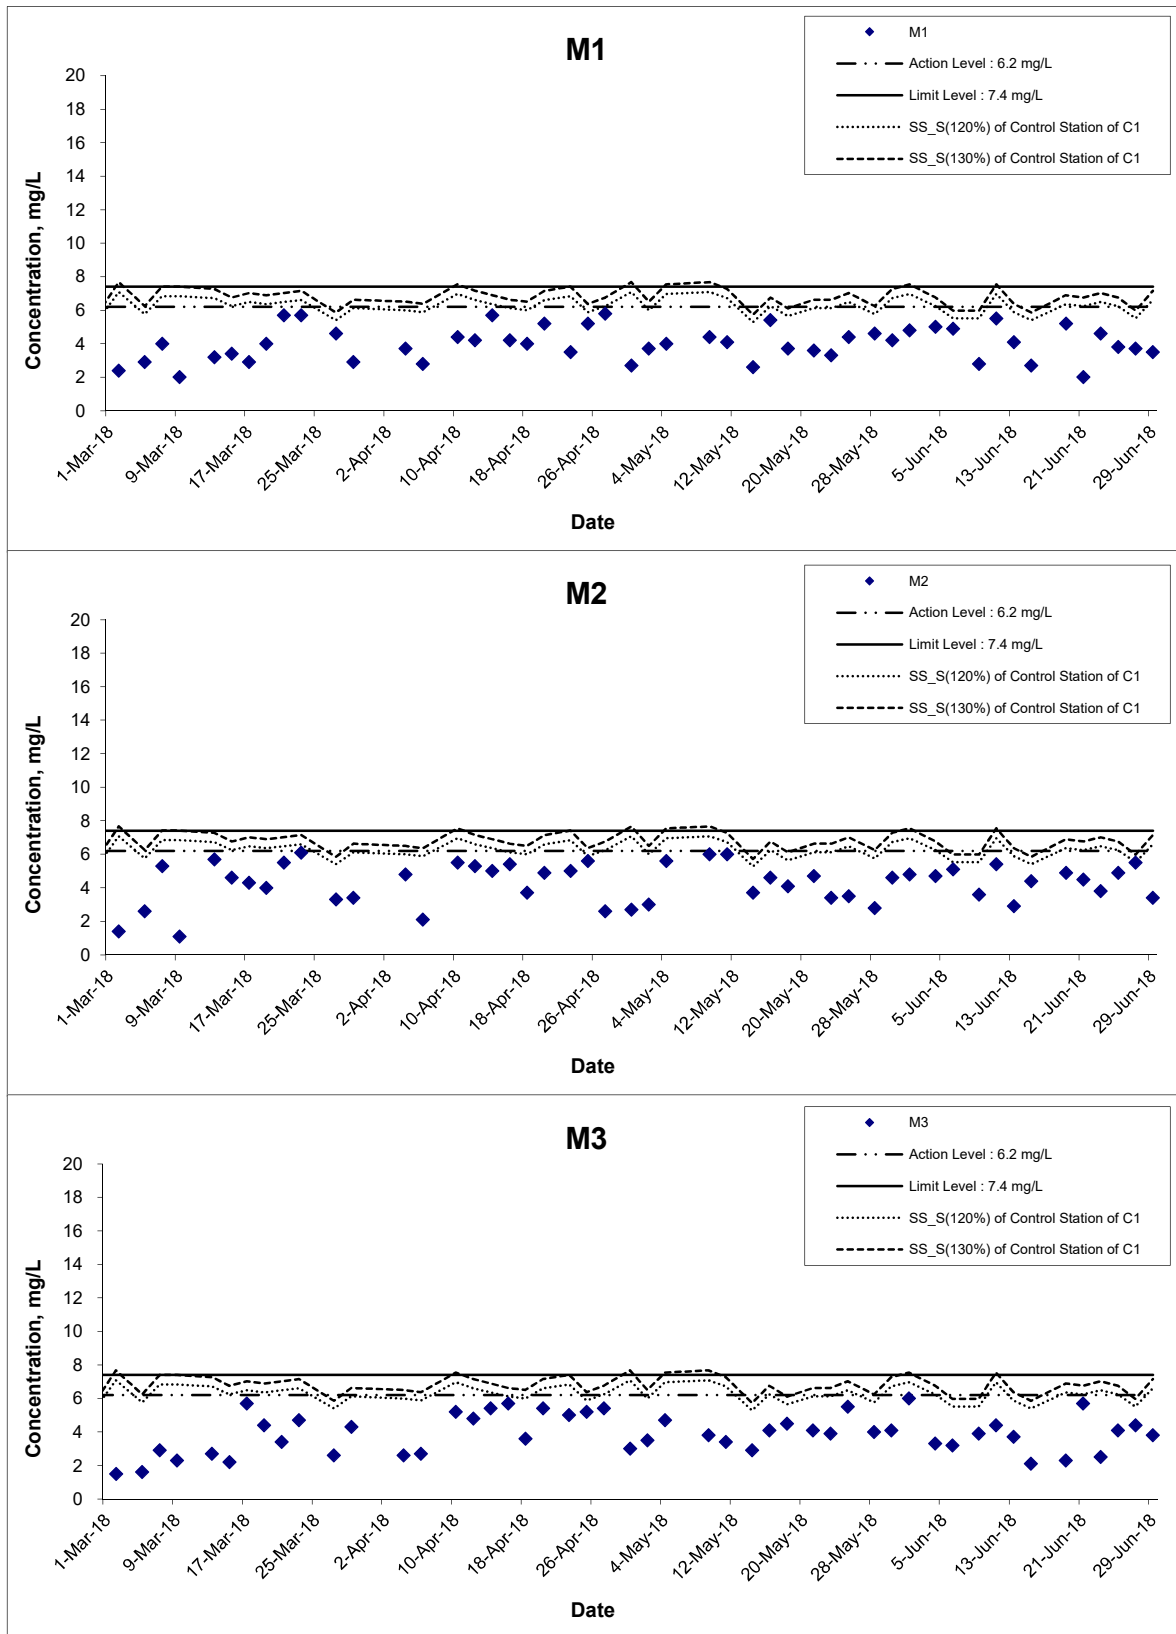 M1
M1
Action Level : 6.2 mg/L
Limit Level : 7.4 mg/L
SS_S(120%) of Control Station of C1
SS_S(130%) of Control Station of C1
Concentration, mg/L
20
18
16
14
12
10
8
6
4
2
0
1-Mar-18
9-Mar-18
17-Mar-18
25-Mar-18
2-Apr-18
10-Apr-18
18-Apr-18
26-Apr-18
4-May-18
12-May-18
20-May-18
28-May-18
5-Jun-18
13-Jun-18
21-Jun-18
29-Jun-18
Date
M2
M2
Action Level : 6.2 mg/L
Limit Level : 7.4 mg/L
SS_S(120%) of Control Station of C1
SS_S(130%) of Control Station of C1
Concentration, mg/L
20
18
16
14
12
10
8
6
4
2
0
1-Mar-18
9-Mar-18
17-Mar-18
25-Mar-18
2-Apr-18
10-Apr-18
18-Apr-18
26-Apr-18
4-May-18
12-May-18
20-May-18
28-May-18
5-Jun-18
13-Jun-18
21-Jun-18
29-Jun-18
Date
M3
M3
Action Level : 6.2 mg/L
Limit Level : 7.4 mg/L
SS_S(120%) of Control Station of C1
SS_S(130%) of Control Station of C1
Concentration, mg/L
20
18
16
14
12
10
8
6
4
2
0
1-Mar-18
9-Mar-18
17-Mar-18
25-Mar-18
2-Apr-18
10-Apr-18
18-Apr-18
26-Apr-18
4-May-18
12-May-18
20-May-18
28-May-18
5-Jun-18
13-Jun-18
21-Jun-18
29-Jun-18
Date